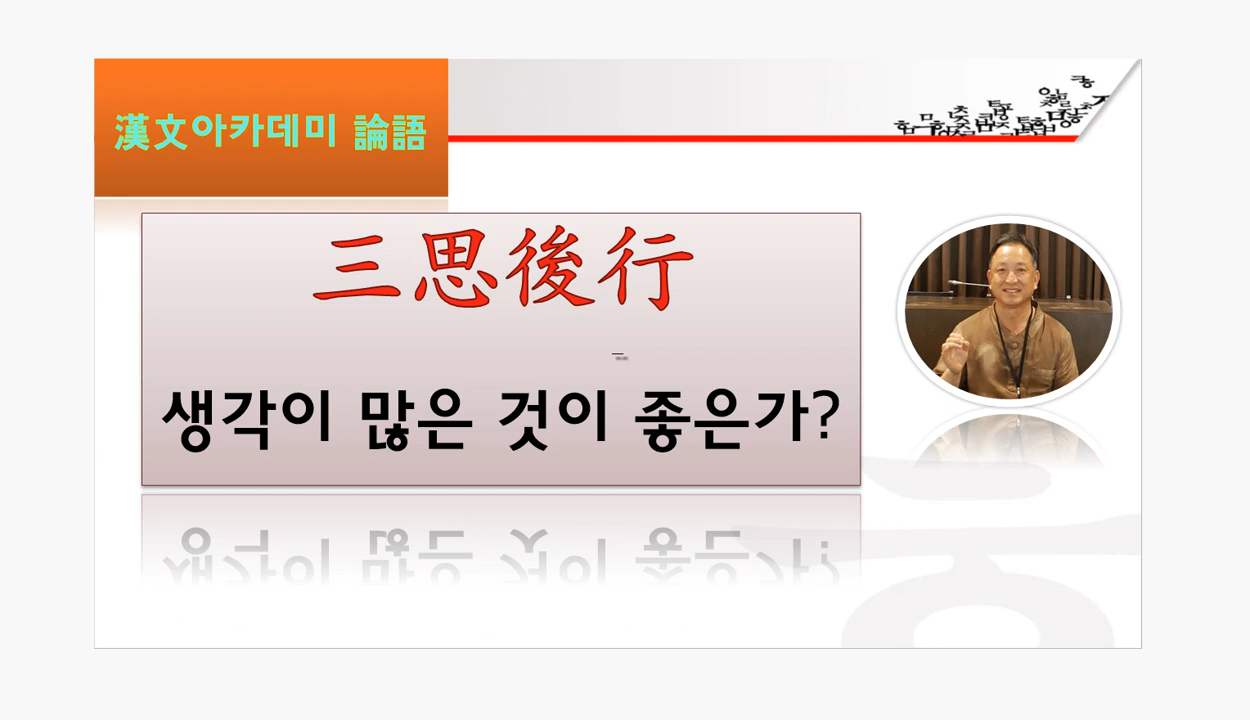 漢文아카데미 論語
三思後行
생각이 많은 것이 좋은가?